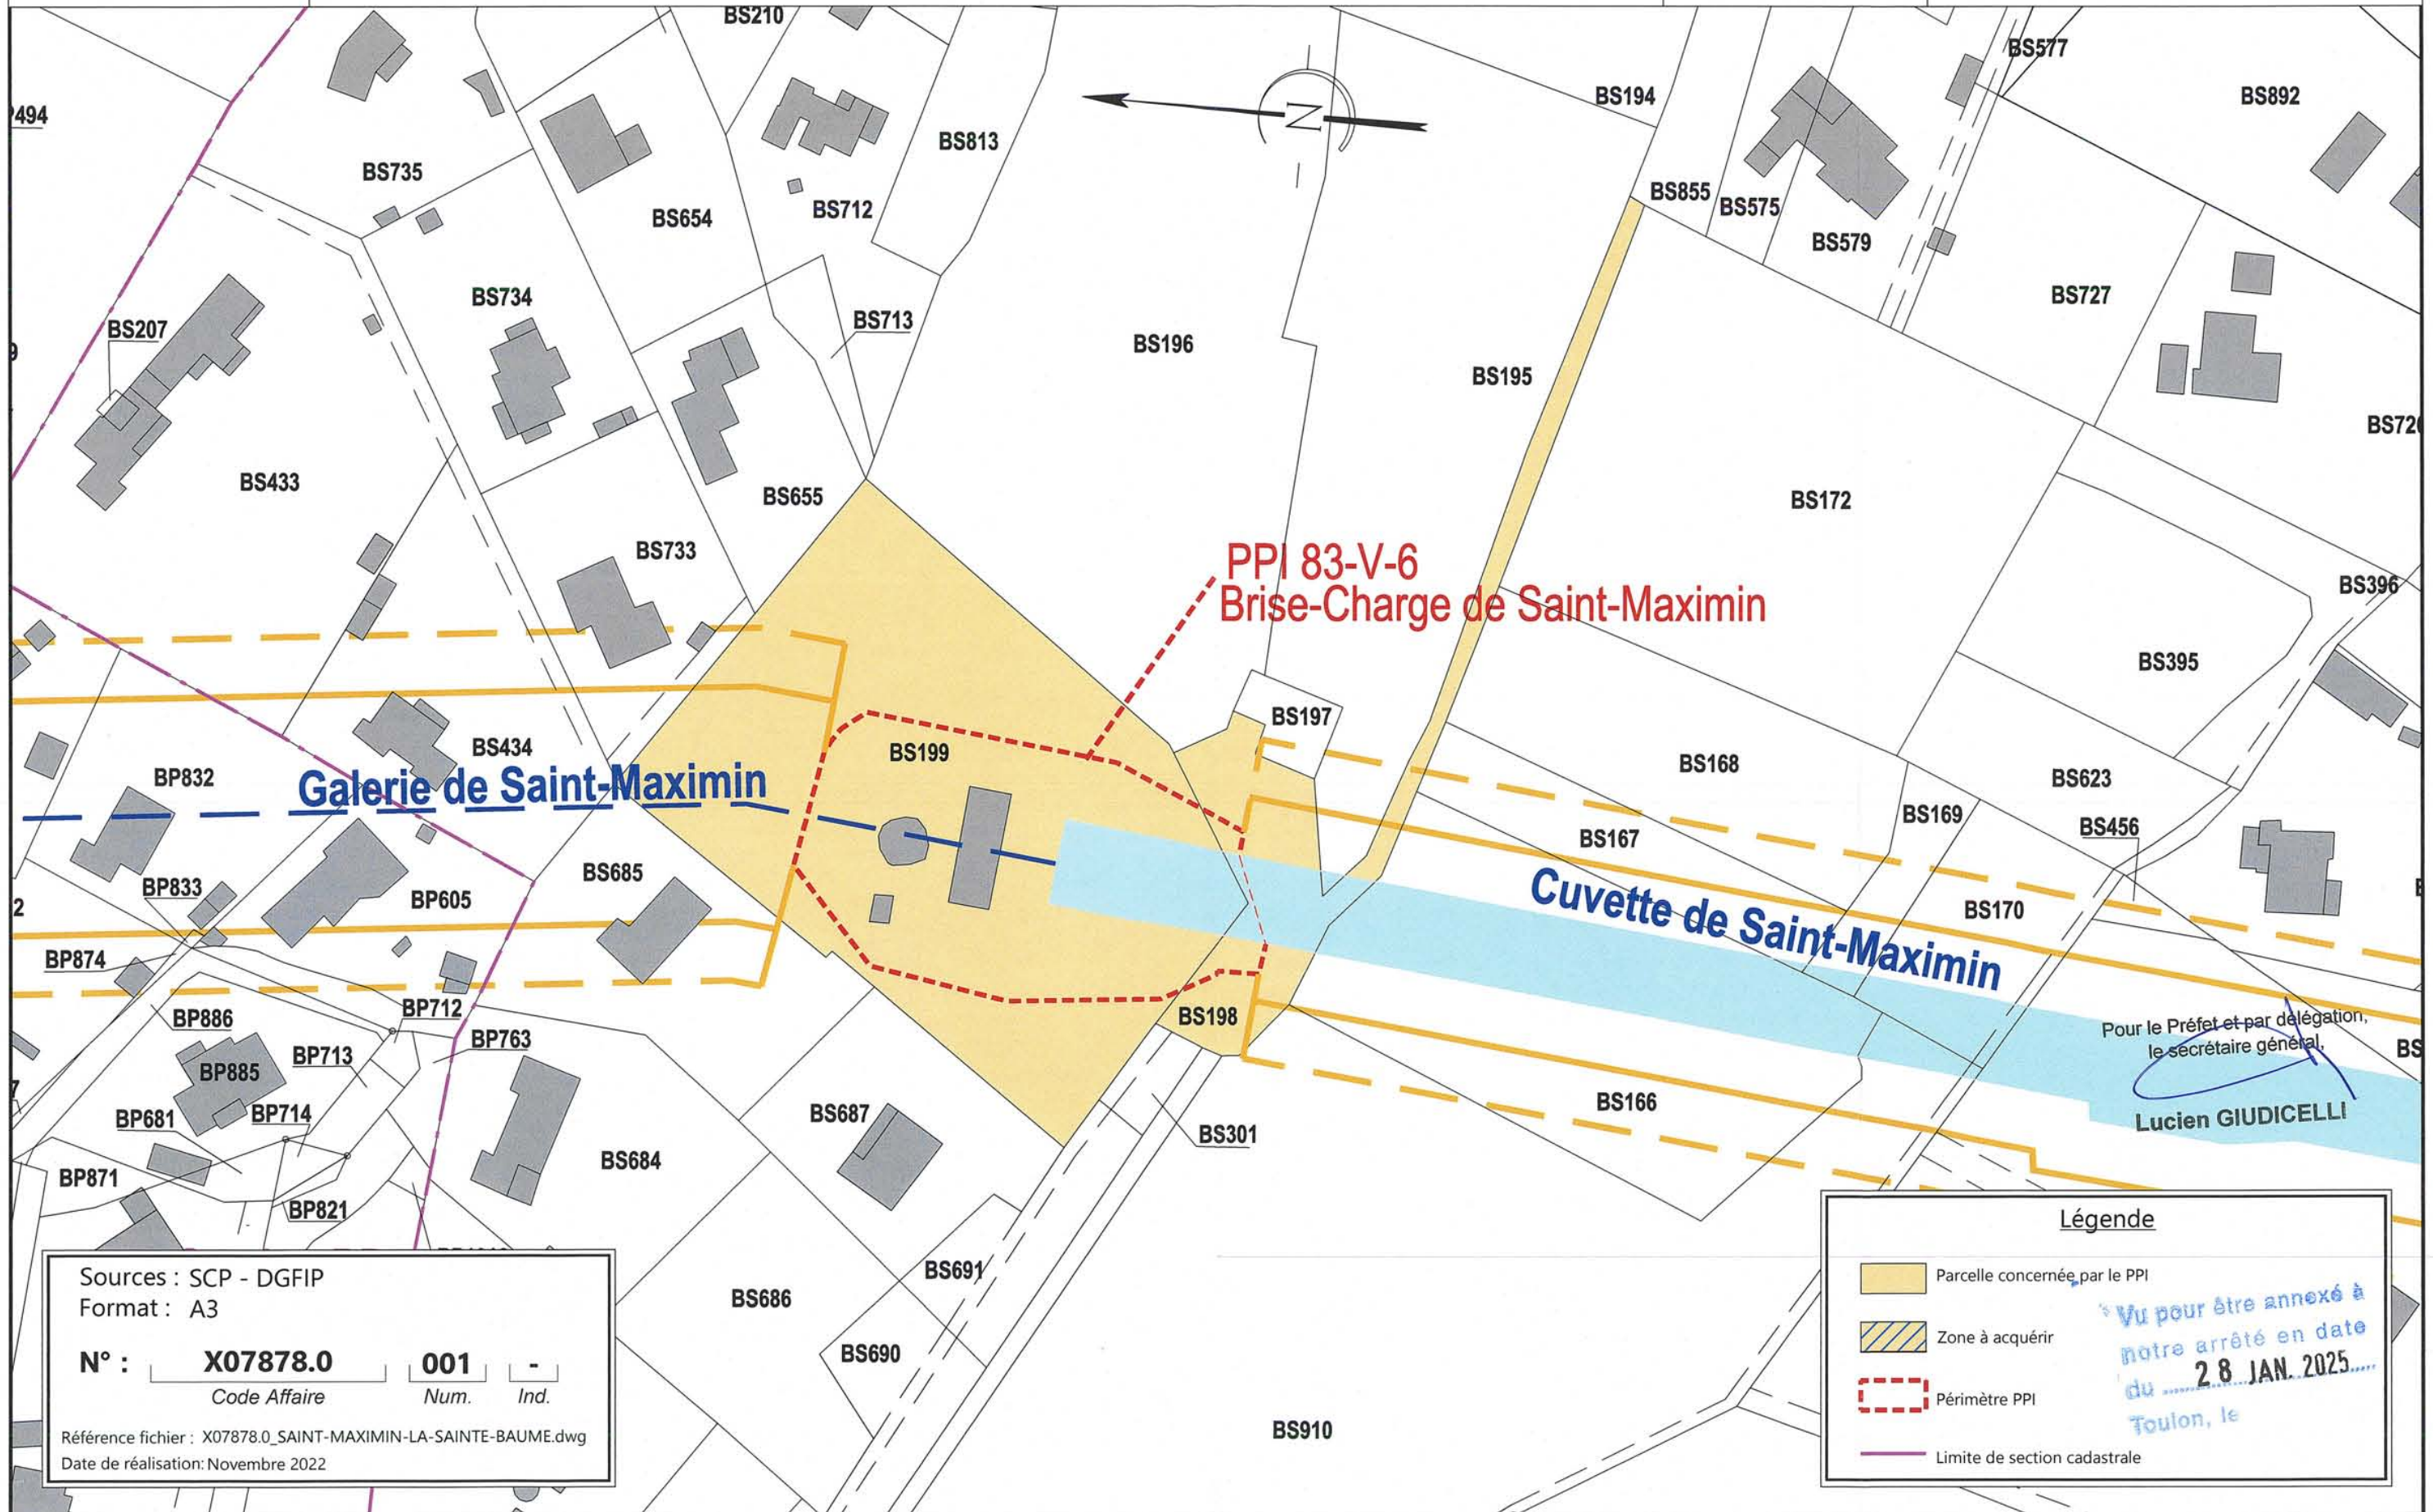 BS210
BS577
BS194
BS892
BS813
BS735
BS855
BS575
BS654
BS712
BS579
N
BS734
BS713
BS727
BS207
BS196
BS195
BS433
BS655
BS172
BS733
PPI 83-V-6
Brise-Charge de Saint-Maximin
BS396
BS395
BS197
BS434
BS199
BS168
BP832
BS623
Galerie de Saint-Maximin
BS169
BS456
BS167
BP833
BS685
BP605
Cuvette de Saint-Maximin
BS170
BP874
BP712
BP886
BS198
BP763
BP713
BP885
BP681
BP714
BS687
BS166
BS301
BP871
BS684
BP821
BS691
BS686
BS690
BS910
Pour le Préfet et par délégation,
le secrétaire général,
Lucien GIUDICELLI
Sources : SCP - DGFIP
Format : A3
N° : X07878.0 001 -
Code Affaire Num. Ind.
Référence fichier : X07878.0_SAINT-MAXIMIN-LA-SAINTE-BAUME.dwg
Date de réalisation: Novembre 2022
Légende
Parcelle concernée par le PPI
Zone à acquérir
Périmètre PPI
Limite de section cadastrale
Vu pour être annexé à
notre arrêté en date
du 28 JAN. 2025
Toulon, le